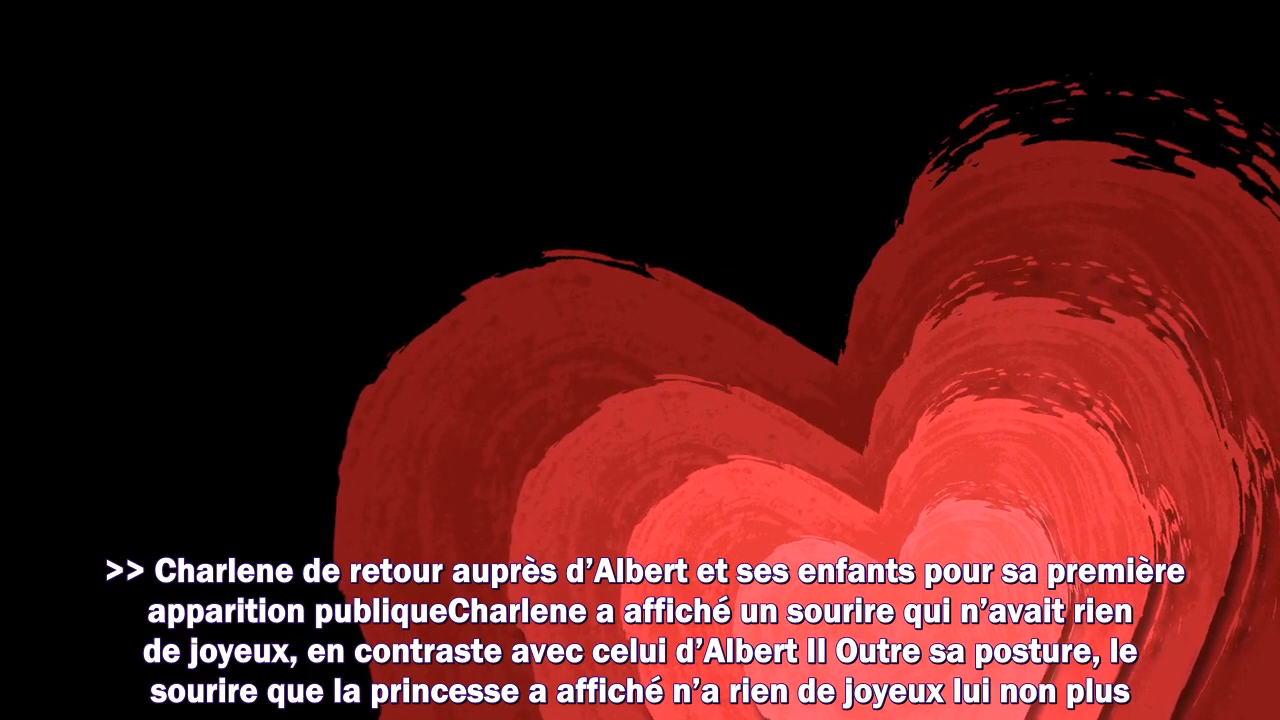 >> Charlene de retour auprès d’Albert et ses enfants pour sa première
apparition publiqueCharlene a affiché un sourire qui n’avait rien
de joyeux, en contraste avec celui d’Albert II Outre sa posture, le
sourire que la princesse a affiché n’a rien de joyeux lui non plus